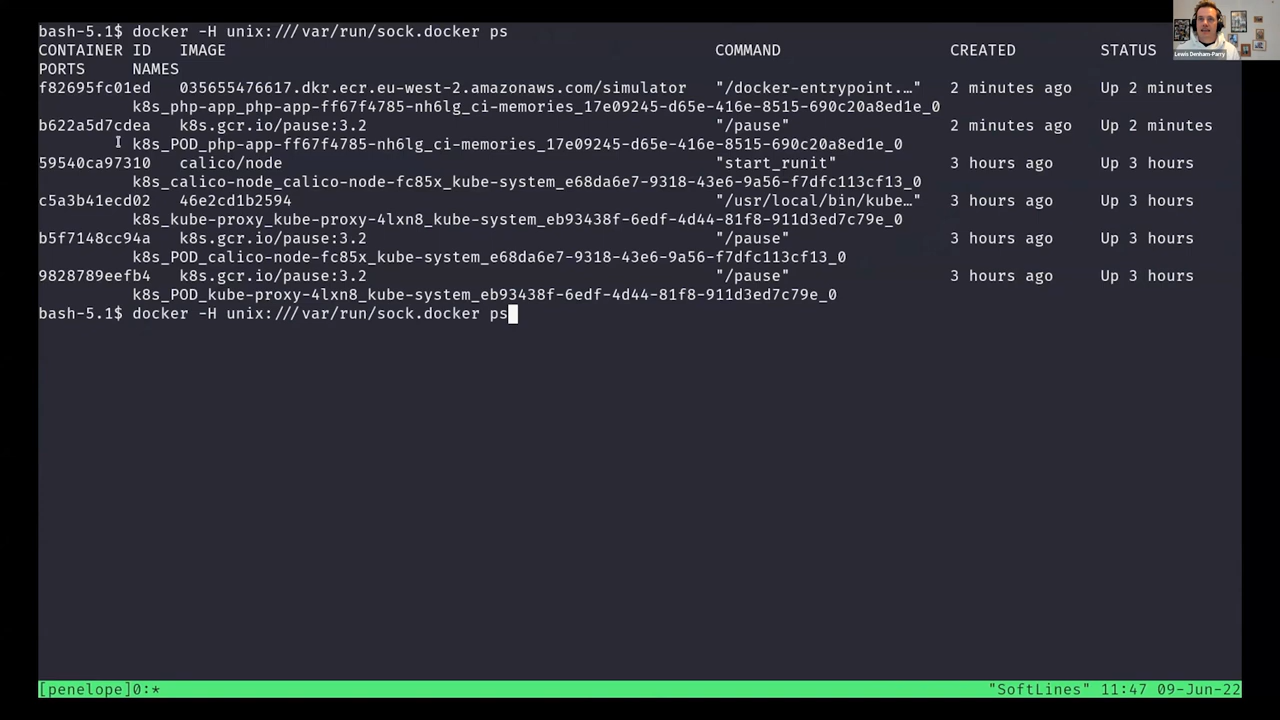 bash-5.1$ docker -H unix:///var/run/sock.docker ps
CONTAINER ID   IMAGE   COMMAND   CREATED   STATUS
PORTS   NAMES
f82695fc01ed   035655476617.dkr.ecr.eu-west-2.amazonaws.com/simulator   "/docker-entrypoint.…"   2 minutes ago   Up 2 minutes
k8s_php-app_php-app-ff67f4785-nh6lg_ci-memories_17e09245-d65e-416e-8515-690c20a8ed1e_0
b622a5d7cdea   k8s.gcr.io/pause:3.2   "/pause"   2 minutes ago   Up 2 minutes
k8s_POD_php-app-ff67f4785-nh6lg_ci-memories_17e09245-d65e-416e-8515-690c20a8ed1e_0
59540ca97310   calico/node   "start_runit"   3 hours ago   Up 3 hours
k8s_calico-node_calico-node-fc85x_kube-system_e68da6e7-9318-43e6-9a56-f7dfc113cf13_0
c5a3b41ecd02   46e2cd1b2594   "/usr/local/bin/kube…"   3 hours ago   Up 3 hours
k8s_kube-proxy_kube-proxy-4lxn8_kube-system_eb93438f-6edf-4d44-81f8-911d3ed7c79e_0
b5f7148cc94a   k8s.gcr.io/pause:3.2   "/pause"   3 hours ago   Up 3 hours
k8s_POD_calico-node-fc85x_kube-system_e68da6e7-9318-43e6-9a56-f7dfc113cf13_0
9828789eefb4   k8s.gcr.io/pause:3.2   "/pause"   3 hours ago   Up 3 hours
k8s_POD_kube-proxy-4lxn8_kube-system_eb93438f-6edf-4d44-81f8-911d3ed7c79e_0
bash-5.1$ docker -H unix:///var/run/sock.docker ps
[penelope]0:*   "SoftLines" 11:47 09-Jun-22
Lewis Denham-Parry